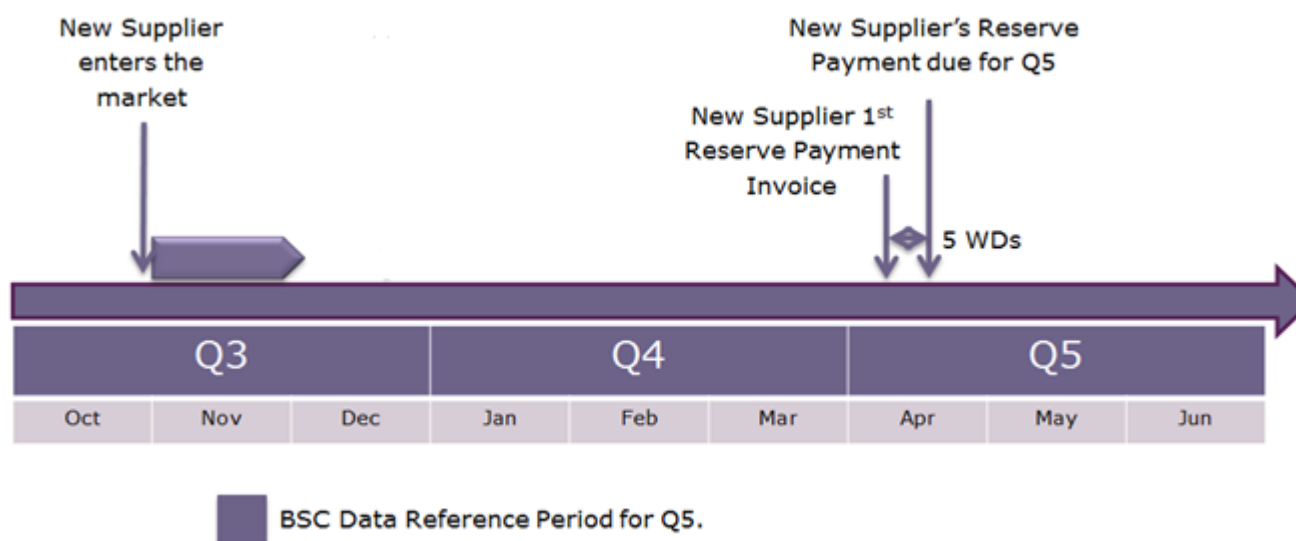 New Supplier
enters the
market
New Supplier’s Reserve
Payment due for Q5
New Supplier 1st
Reserve Payment
Invoice
5 WDs
Q3 Q4 Q5
Oct Nov Dec Jan Feb Mar Apr May Jun
BSC Data Reference Period for Q5.